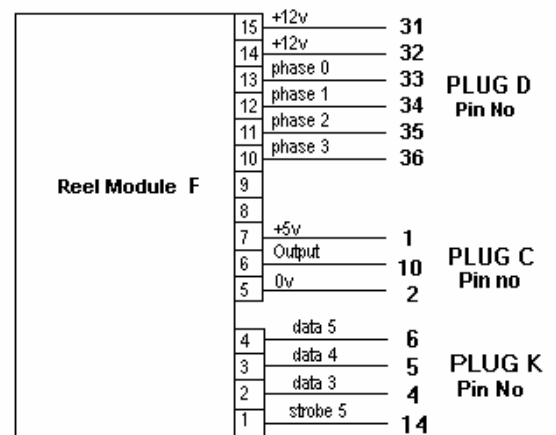 15 +12v 31
14 +12v 32
13 phase 0 33
12 phase 1 34
11 phase 2 35
10 phase 3 36
PLUG D
Pin No
Reel Module F
9
8
7 +5v 1
6 Output 10
5 0v 2
PLUG C
Pin no
4 data 5 6
3 data 4 5
2 data 3 4
1 strobe 5 14
PLUG K
Pin No